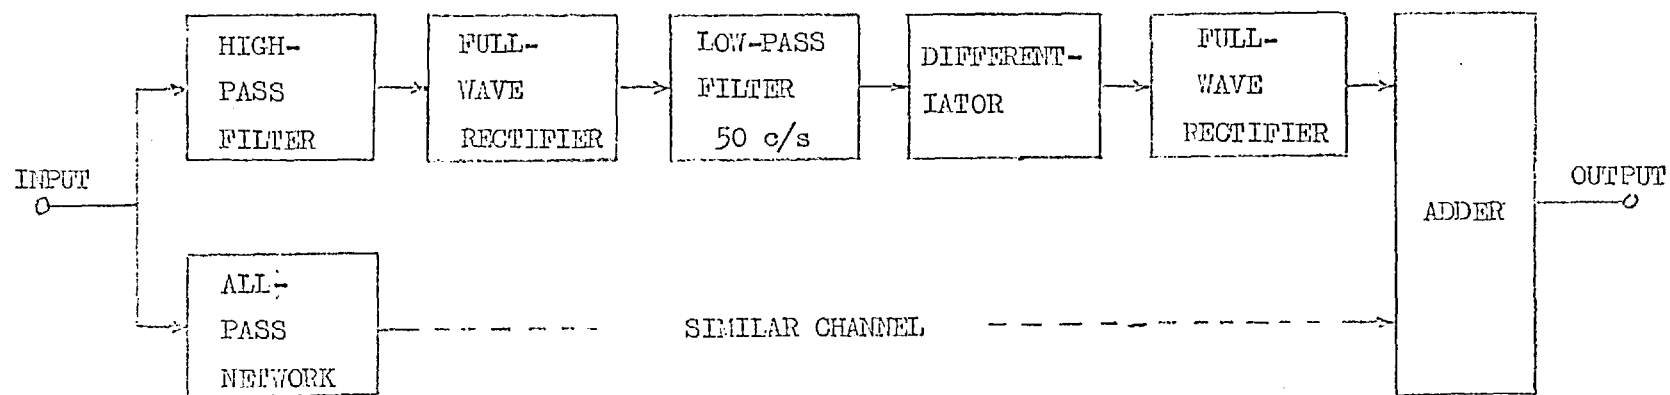 HIGH-
PASS
FILTER
FULL-
WAVE
RECTIFIER
LOW-PASS
FILTER
50 c/s
DIFFERENT-
IATOR
FULL-
WAVE
RECTIFIER
INPUT
ADDER
OUTPUT
ALL-
PASS
NETWORK
SIMILAR CHANNEL